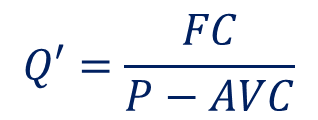 Q′ = FC / (P − AVC)